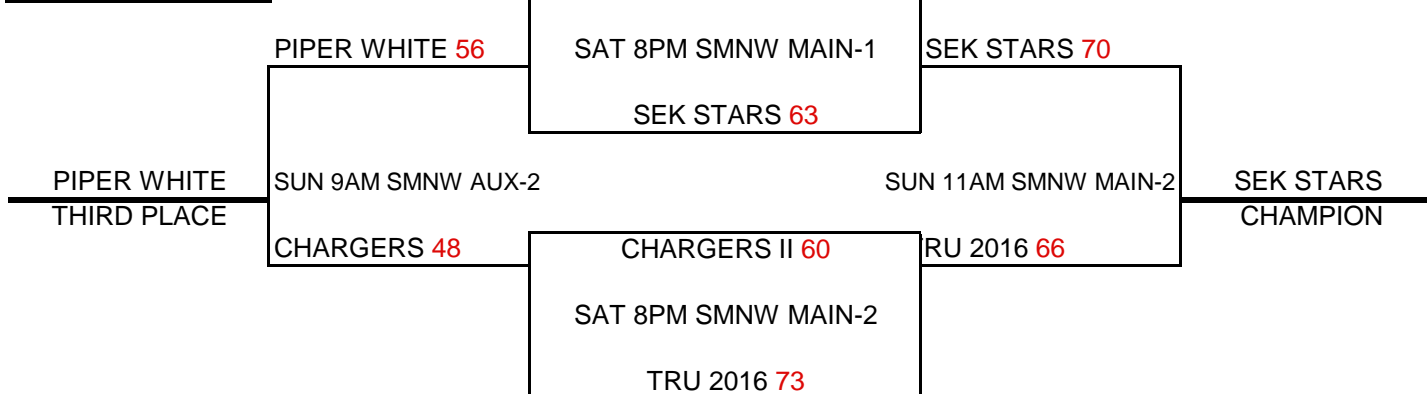 PIPER WHITE 56 SAT 8PM SMNW MAIN-1 SEK STARS 70
SEK STARS 63
PIPER WHITE SUN 9AM SMNW AUX-2 SUN 11AM SMNW MAIN-2 SEK STARS
THIRD PLACE CHAMPION
CHARGERS 48 CHARGERS II 60 TRU 2016 66
SAT 8PM SMNW MAIN-2
TRU 2016 73